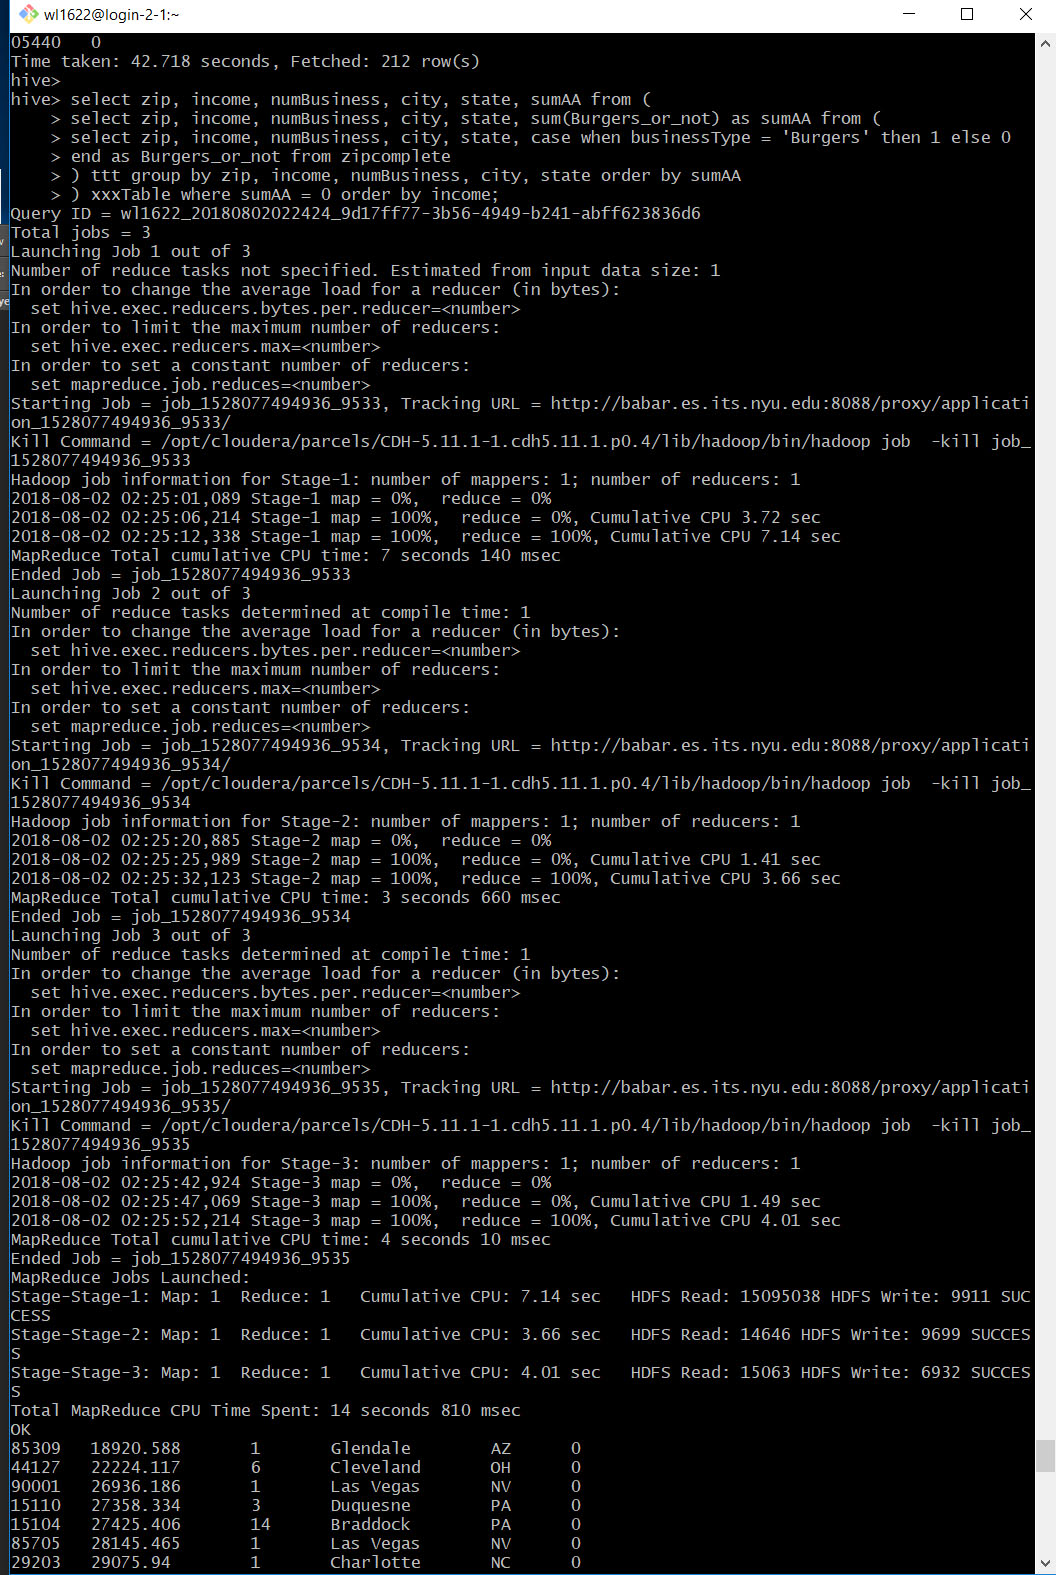 wl1622@login-2-1:~
05440   0
Time taken: 42.718 seconds, Fetched: 212 row(s)
hive>
hive> select zip, income, numBusiness, city, state, sumAA from (
    > select zip, income, numBusiness, city, state, sum(Burgers_or_not) as sumAA from (
    > select zip, income, numBusiness, city, state, case when businessType = 'Burgers' then 1 else 0
    > end as Burgers_or_not from zipcomplete
    > ) ttt group by zip, income, numBusiness, city, state order by sumAA
    > ) xxxTable where sumAA = 0 order by income;
Query ID = wl1622_20180802022424_9d17ff77-3b56-4949-b241-abff623836d6
Total jobs = 3
Launching Job 1 out of 3
Number of reduce tasks not specified. Estimated from input data size: 1
In order to change the average load for a reducer (in bytes):
  set hive.exec.reducers.bytes.per.reducer=<number>
In order to limit the maximum number of reducers:
  set hive.exec.reducers.max=<number>
In order to set a constant number of reducers:
  set mapreduce.job.reduces=<number>
Starting Job = job_1528077494936_9533, Tracking URL = http://babar.es.its.nyu.edu:8088/proxy/applicati
on_1528077494936_9533/
Kill Command = /opt/cloudera/parcels/CDH-5.11.1-1.cdh5.11.1.p0.4/lib/hadoop/bin/hadoop job  -kill job_
1528077494936_9533
Hadoop job information for Stage-1: number of mappers: 1; number of reducers: 1
2018-08-02 02:25:01,089 Stage-1 map = 0%,  reduce = 0%
2018-08-02 02:25:06,214 Stage-1 map = 100%,  reduce = 0%, Cumulative CPU 3.72 sec
2018-08-02 02:25:12,338 Stage-1 map = 100%,  reduce = 100%, Cumulative CPU 7.14 sec
MapReduce Total cumulative CPU time: 7 seconds 140 msec
Ended Job = job_1528077494936_9533
Launching Job 2 out of 3
Number of reduce tasks determined at compile time: 1
In order to change the average load for a reducer (in bytes):
  set hive.exec.reducers.bytes.per.reducer=<number>
In order to limit the maximum number of reducers:
  set hive.exec.reducers.max=<number>
In order to set a constant number of reducers:
  set mapreduce.job.reduces=<number>
Starting Job = job_1528077494936_9534, Tracking URL = http://babar.es.its.nyu.edu:8088/proxy/applicati
on_1528077494936_9534/
Kill Command = /opt/cloudera/parcels/CDH-5.11.1-1.cdh5.11.1.p0.4/lib/hadoop/bin/hadoop job  -kill job_
1528077494936_9534
Hadoop job information for Stage-2: number of mappers: 1; number of reducers: 1
2018-08-02 02:25:20,885 Stage-2 map = 0%,  reduce = 0%
2018-08-02 02:25:25,989 Stage-2 map = 100%,  reduce = 0%, Cumulative CPU 1.41 sec
2018-08-02 02:25:32,123 Stage-2 map = 100%,  reduce = 100%, Cumulative CPU 3.66 sec
MapReduce Total cumulative CPU time: 3 seconds 660 msec
Ended Job = job_1528077494936_9534
Launching Job 3 out of 3
Number of reduce tasks determined at compile time: 1
In order to change the average load for a reducer (in bytes):
  set hive.exec.reducers.bytes.per.reducer=<number>
In order to limit the maximum number of reducers:
  set hive.exec.reducers.max=<number>
In order to set a constant number of reducers:
  set mapreduce.job.reduces=<number>
Starting Job = job_1528077494936_9535, Tracking URL = http://babar.es.its.nyu.edu:8088/proxy/applicati
on_1528077494936_9535/
Kill Command = /opt/cloudera/parcels/CDH-5.11.1-1.cdh5.11.1.p0.4/lib/hadoop/bin/hadoop job  -kill job_
1528077494936_9535
Hadoop job information for Stage-3: number of mappers: 1; number of reducers: 1
2018-08-02 02:25:42,924 Stage-3 map = 0%,  reduce = 0%
2018-08-02 02:25:47,069 Stage-3 map = 100%,  reduce = 0%, Cumulative CPU 1.49 sec
2018-08-02 02:25:52,214 Stage-3 map = 100%,  reduce = 100%, Cumulative CPU 4.01 sec
MapReduce Total cumulative CPU time: 4 seconds 10 msec
Ended Job = job_1528077494936_9535
MapReduce Jobs Launched:
Stage-Stage-1: Map: 1  Reduce: 1   Cumulative CPU: 7.14 sec   HDFS Read: 15095038 HDFS Write: 9911 SUC
CESS
Stage-Stage-2: Map: 1  Reduce: 1   Cumulative CPU: 3.66 sec   HDFS Read: 14646 HDFS Write: 9699 SUCCES
S
Stage-Stage-3: Map: 1  Reduce: 1   Cumulative CPU: 4.01 sec   HDFS Read: 15063 HDFS Write: 6932 SUCCES
S
Total MapReduce CPU Time Spent: 14 seconds 810 msec
OK
85309   18920.588       1       Glendale        AZ      0
44127   22224.117       6       Cleveland       OH      0
90001   26936.186       1       Las Vegas       NV      0
15110   27358.334       3       Duquesne        PA      0
15104   27425.406       14      Braddock        PA      0
85705   28145.465       1       Las Vegas       NV      0
29203   29075.94        1       Charlotte       NC      0